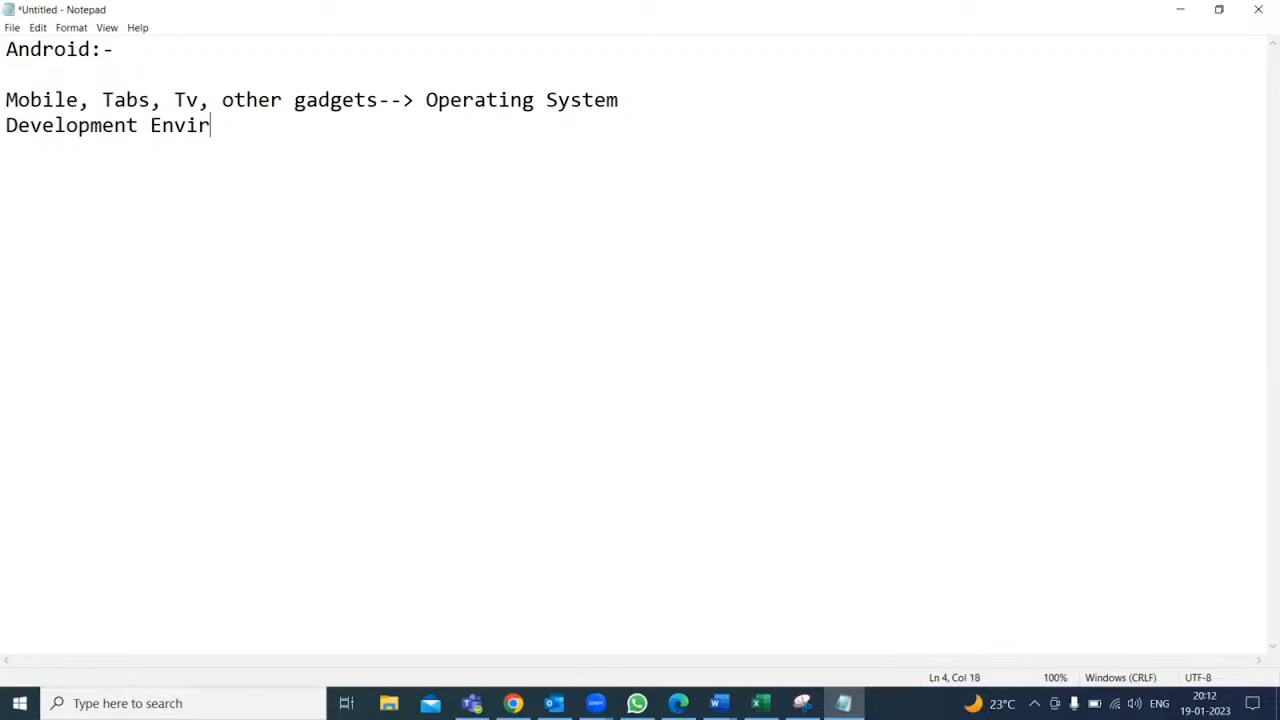 *Untitled - Notepad
File Edit Format View Help
Android:-
Mobile, Tabs, Tv, other gadgets--> Operating System
Development Envir
Ln 4, Col 18 100% Windows (CRLF) UTF-8
Type here to search
23°C ENG 20:12
19-01-2023